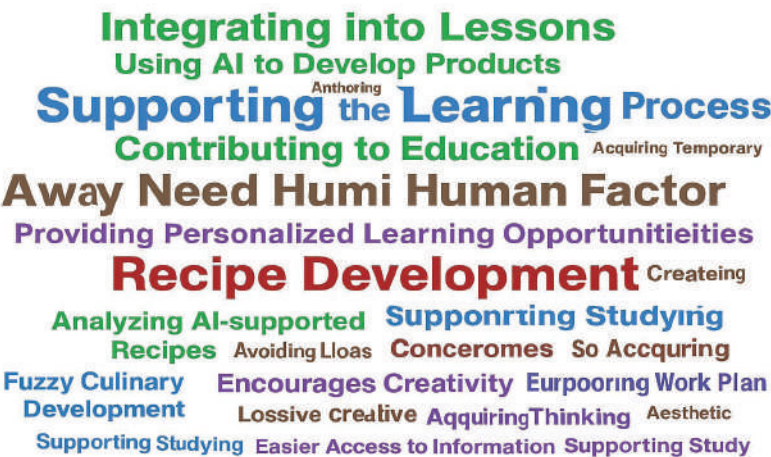 Integrating into Lessons
Using AI to Develop Products
Anthoring
Supporting the Learning Process
Contributing to Education Acquiring Temporary
Away Need Humi Human Factor
Providing Personalized Learning Opportunitieities
Recipe Development Createing
Analyzing AI-supported Supponrting Studying
Recipes Avoiding Lloas Conceromes So Accquring
Fuzzy Culinary Encourages Creativity Eurpooring Work Plan
Development Lossive creative AqquiringThinking Aesthetic
Supporting Studying Easier Access to Information Supporting Study